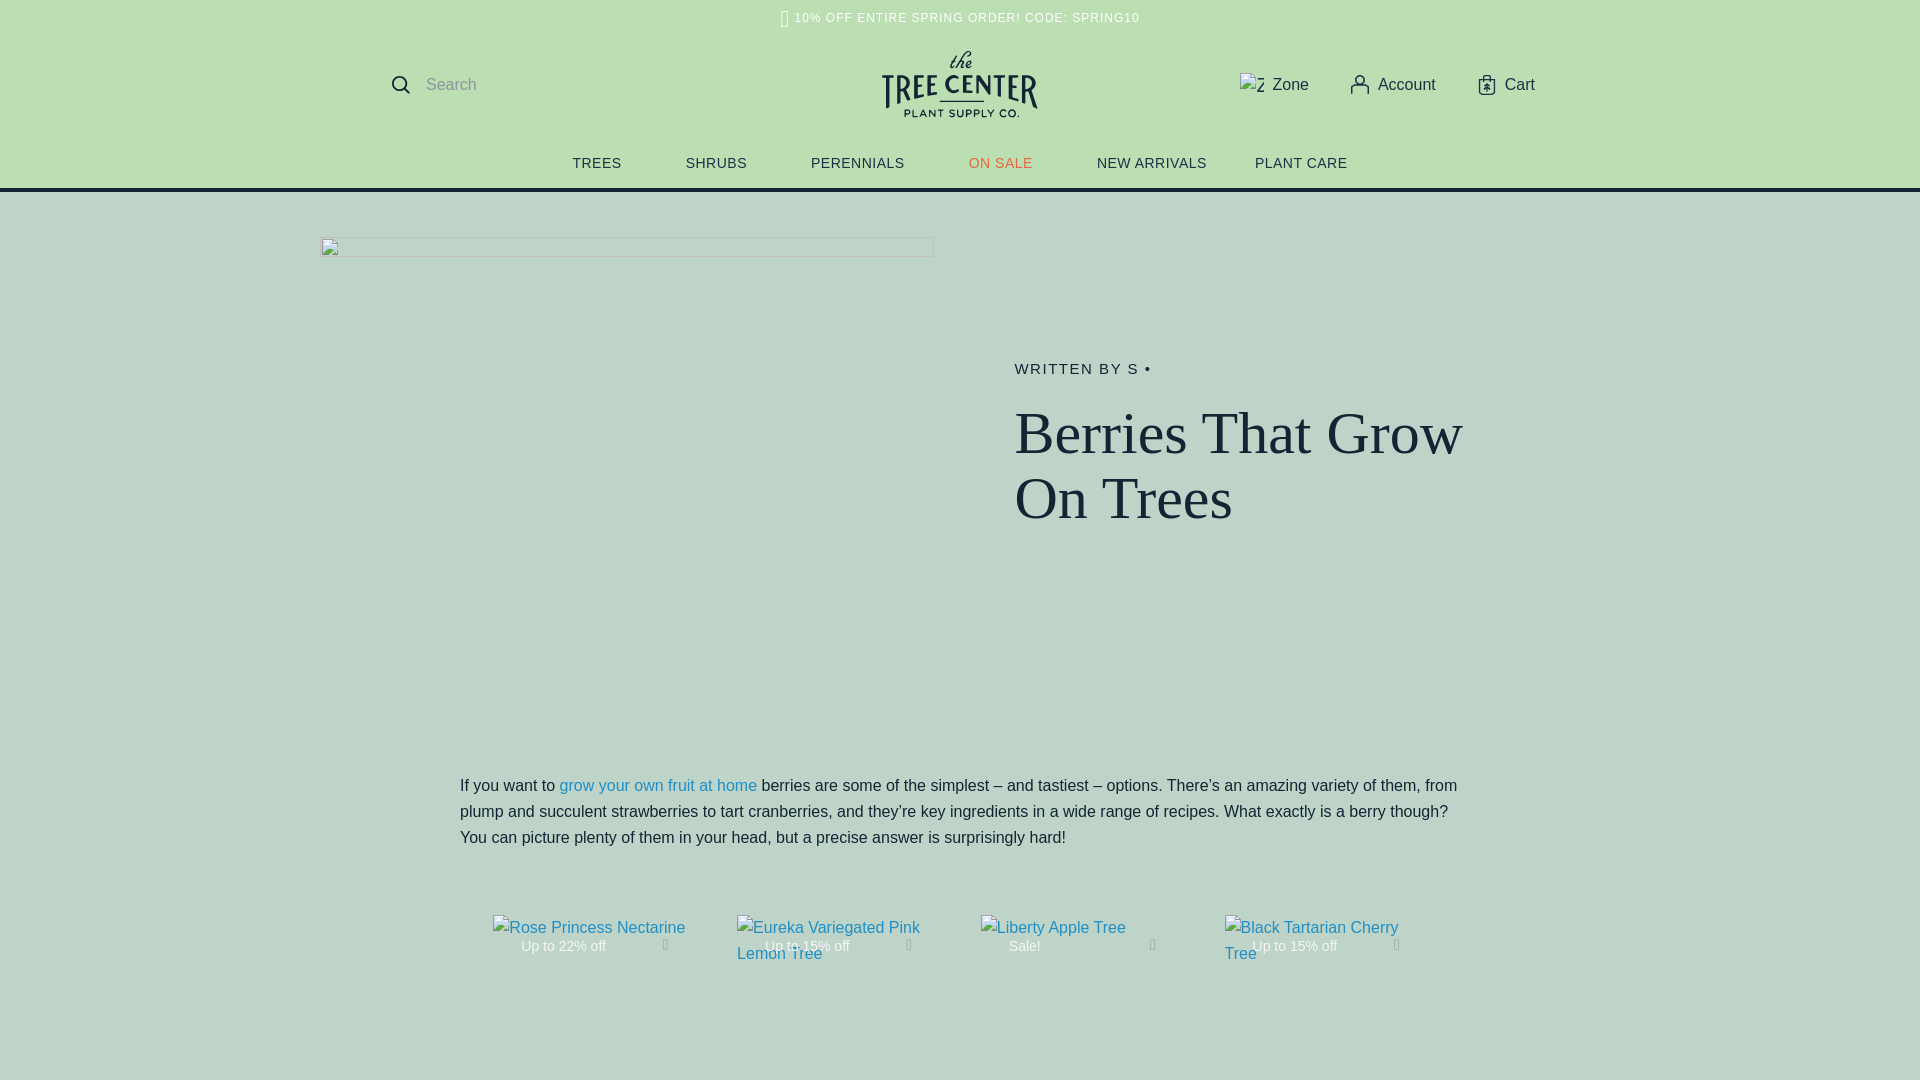 10% OFF ENTIRE SPRING ORDER! CODE: SPRING10
Search
the
TREE CENTER
PLANT SUPPLY CO.
Zone
Account
Cart
TREES
SHRUBS
PERENNIALS
ON SALE
NEW ARRIVALS
PLANT CARE
WRITTEN BY S •
Berries That Grow
On Trees
If you want to grow your own fruit at home berries are some of the simplest – and tastiest – options. There’s an amazing variety of them, from
plump and succulent strawberries to tart cranberries, and they’re key ingredients in a wide range of recipes. What exactly is a berry though?
You can picture plenty of them in your head, but a precise answer is surprisingly hard!
Rose Princess Nectarine
Up to 22% off
Eureka Variegated Pink
Lemon Tree
Up to 15% off
Liberty Apple Tree
Sale!
Black Tartarian Cherry
Tree
Up to 15% off